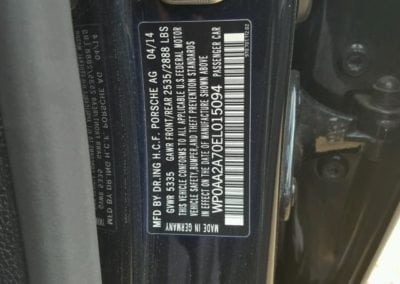 MFD BY DR.ING H.C.F. PORSCHE AG 04/14
GVWR 5335 GAWR FRONT/REAR 2535/2888 LBS
THIS VEHICLE CONFORMS TO ALL APPLICABLE U.S.FEDERAL MOTOR
VEHICLE SAFETY,BUMPER,AND THEFT PREVENTION STANDARDS
IN EFFECT ON THE DATE OF MANUFACTURE SHOWN ABOVE
WP0AA2A70EL015094 PASSENGER CAR
MADE IN GERMANY